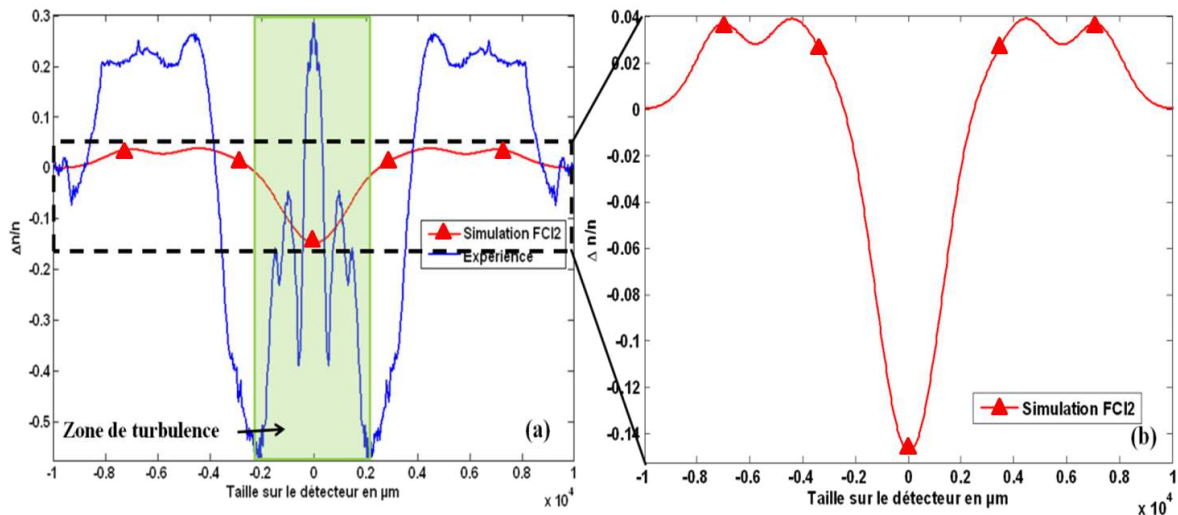 0.3
0.2
0.1
0
-0.1
-0.2
-0.3
-0.4
-0.5
Δn/n
Simulation FCI2
Expérience
Zone de turbulence
(a)
-1 -0.8 -0.6 -0.4 -0.2 0 0.2 0.4 0.6 0.8 1
Taille sur le détecteur en µm
x 10⁴
0.04
0.02
0
-0.02
-0.04
-0.06
-0.08
-0.1
-0.12
-0.14
Δ n/n
Simulation FCI2
(b)
-1 -0.8 -0.6 -0.4 -0.2 0 0.2 0.4 0.6 0.8 1
Taille sur le détecteur en µm
x 10⁴